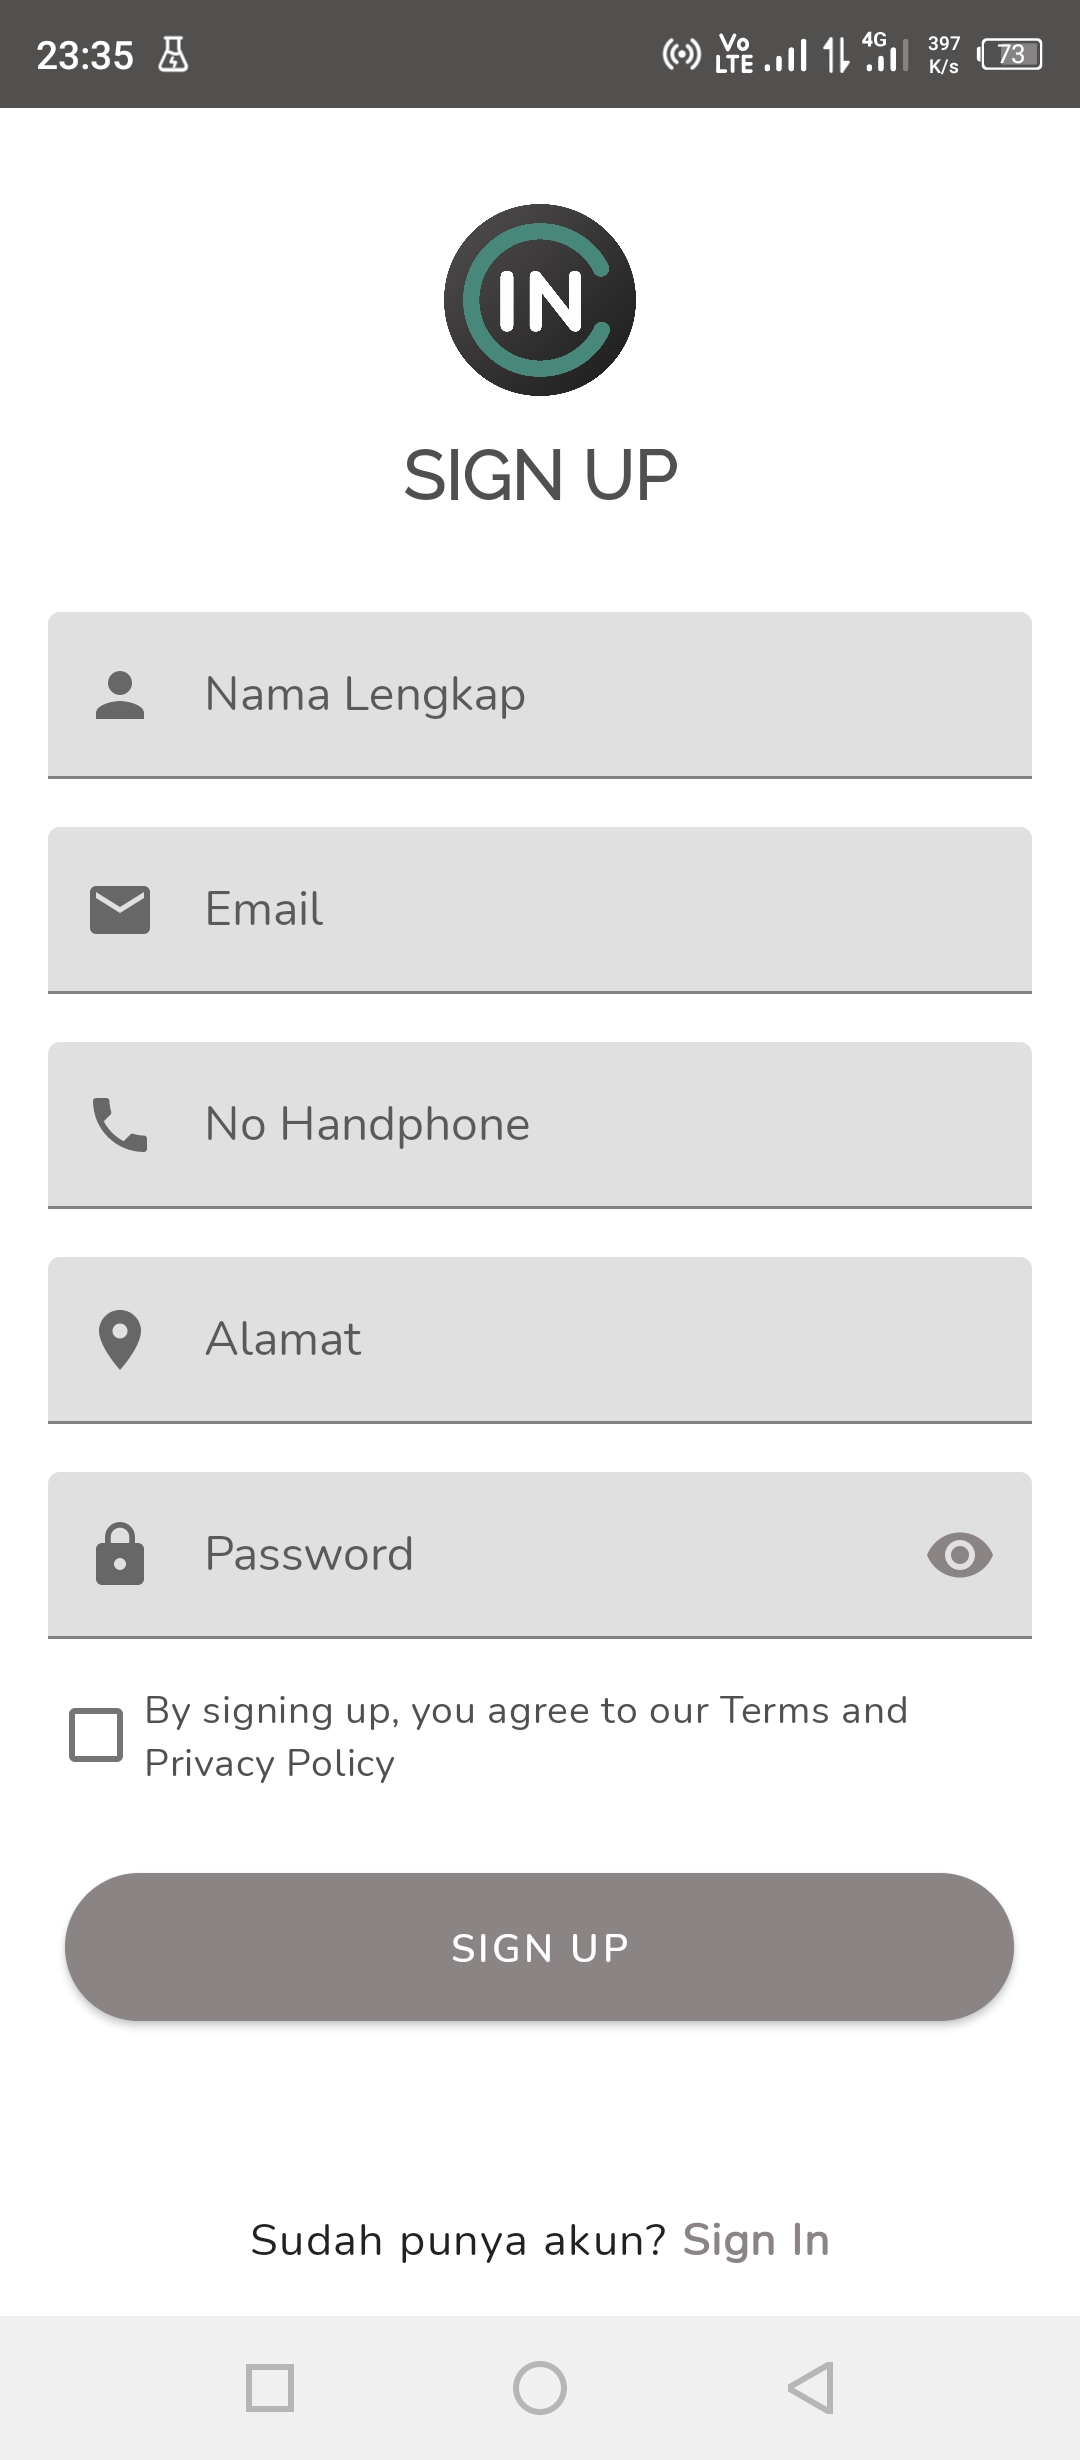 23:35 Vo LTE 4G 397 K/s 73
IN
SIGN UP
Nama Lengkap
Email
No Handphone
Alamat
Password
By signing up, you agree to our Terms and
Privacy Policy
SIGN UP
Sudah punya akun? Sign In